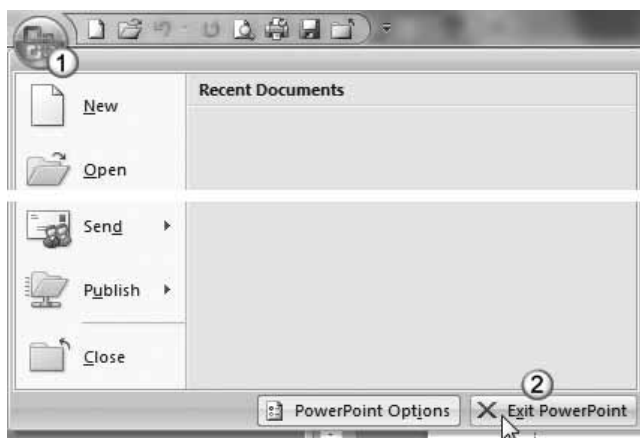 1
New
Recent Documents
Open
Send
Publish
Close
2
PowerPoint Options
Exit PowerPoint